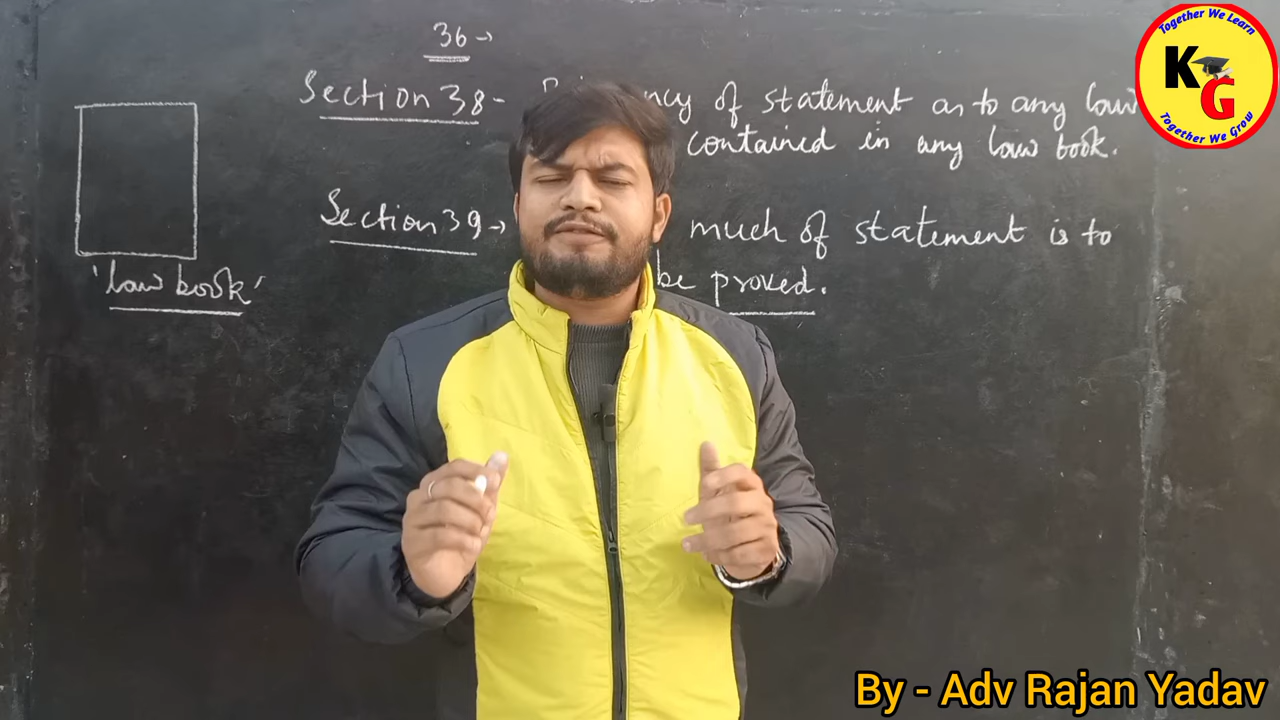 36 →
Section 38 - of statement as to any law
contained in any law book.
Section 39 → much of statement is to
be proved.
'law book'
Together We Learn
KG
Together We Grow
By - Adv Rajan Yadav